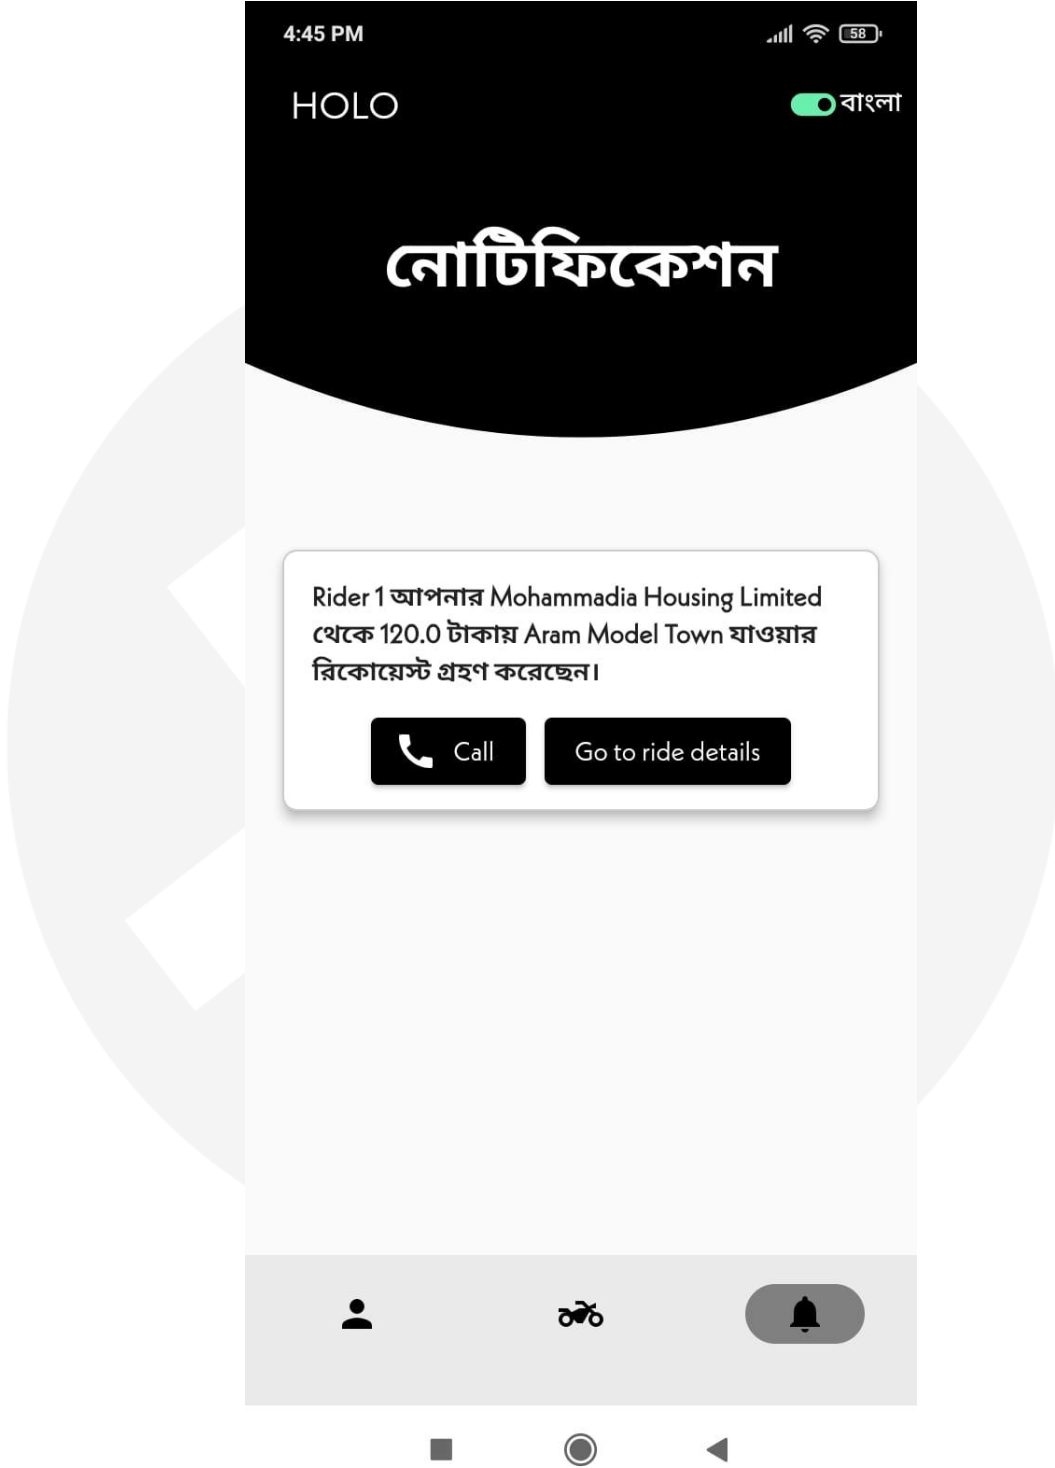 4:45 PM
58
HOLO
বাংলা
নোটিফিকেশন
Rider 1 আপনার Mohammadia Housing Limited
থেকে 120.0 টাকায় Aram Model Town যাওয়ার
রিকোয়েস্ট গ্রহণ করেছেন।
Call
Go to ride details